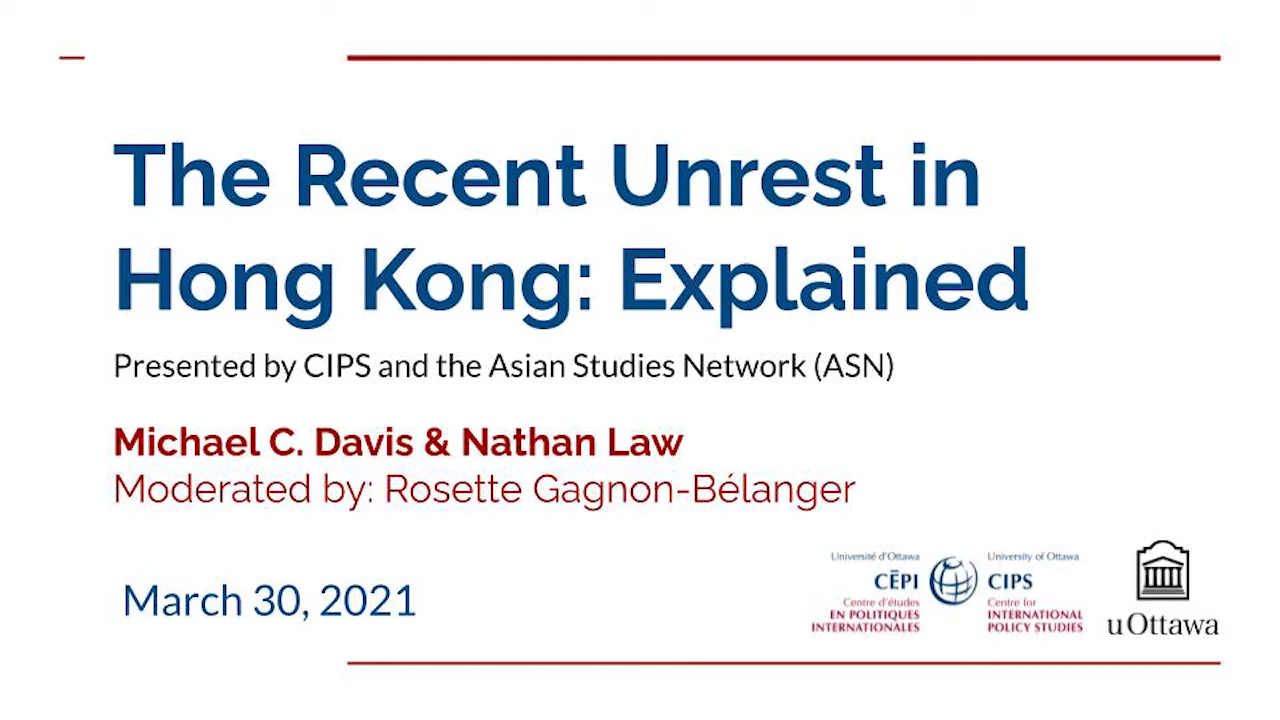 The Recent Unrest in
Hong Kong: Explained
Presented by CIPS and the Asian Studies Network (ASN)
Michael C. Davis & Nathan Law
Moderated by: Rosette Gagnon-Bélanger
March 30, 2021
Université d'Ottawa
CĒPI
Centre d'études
EN POLITIQUES
INTERNATIONALES
University of Ottawa
CIPS
Centre for
INTERNATIONAL
POLICY STUDIES
uOttawa